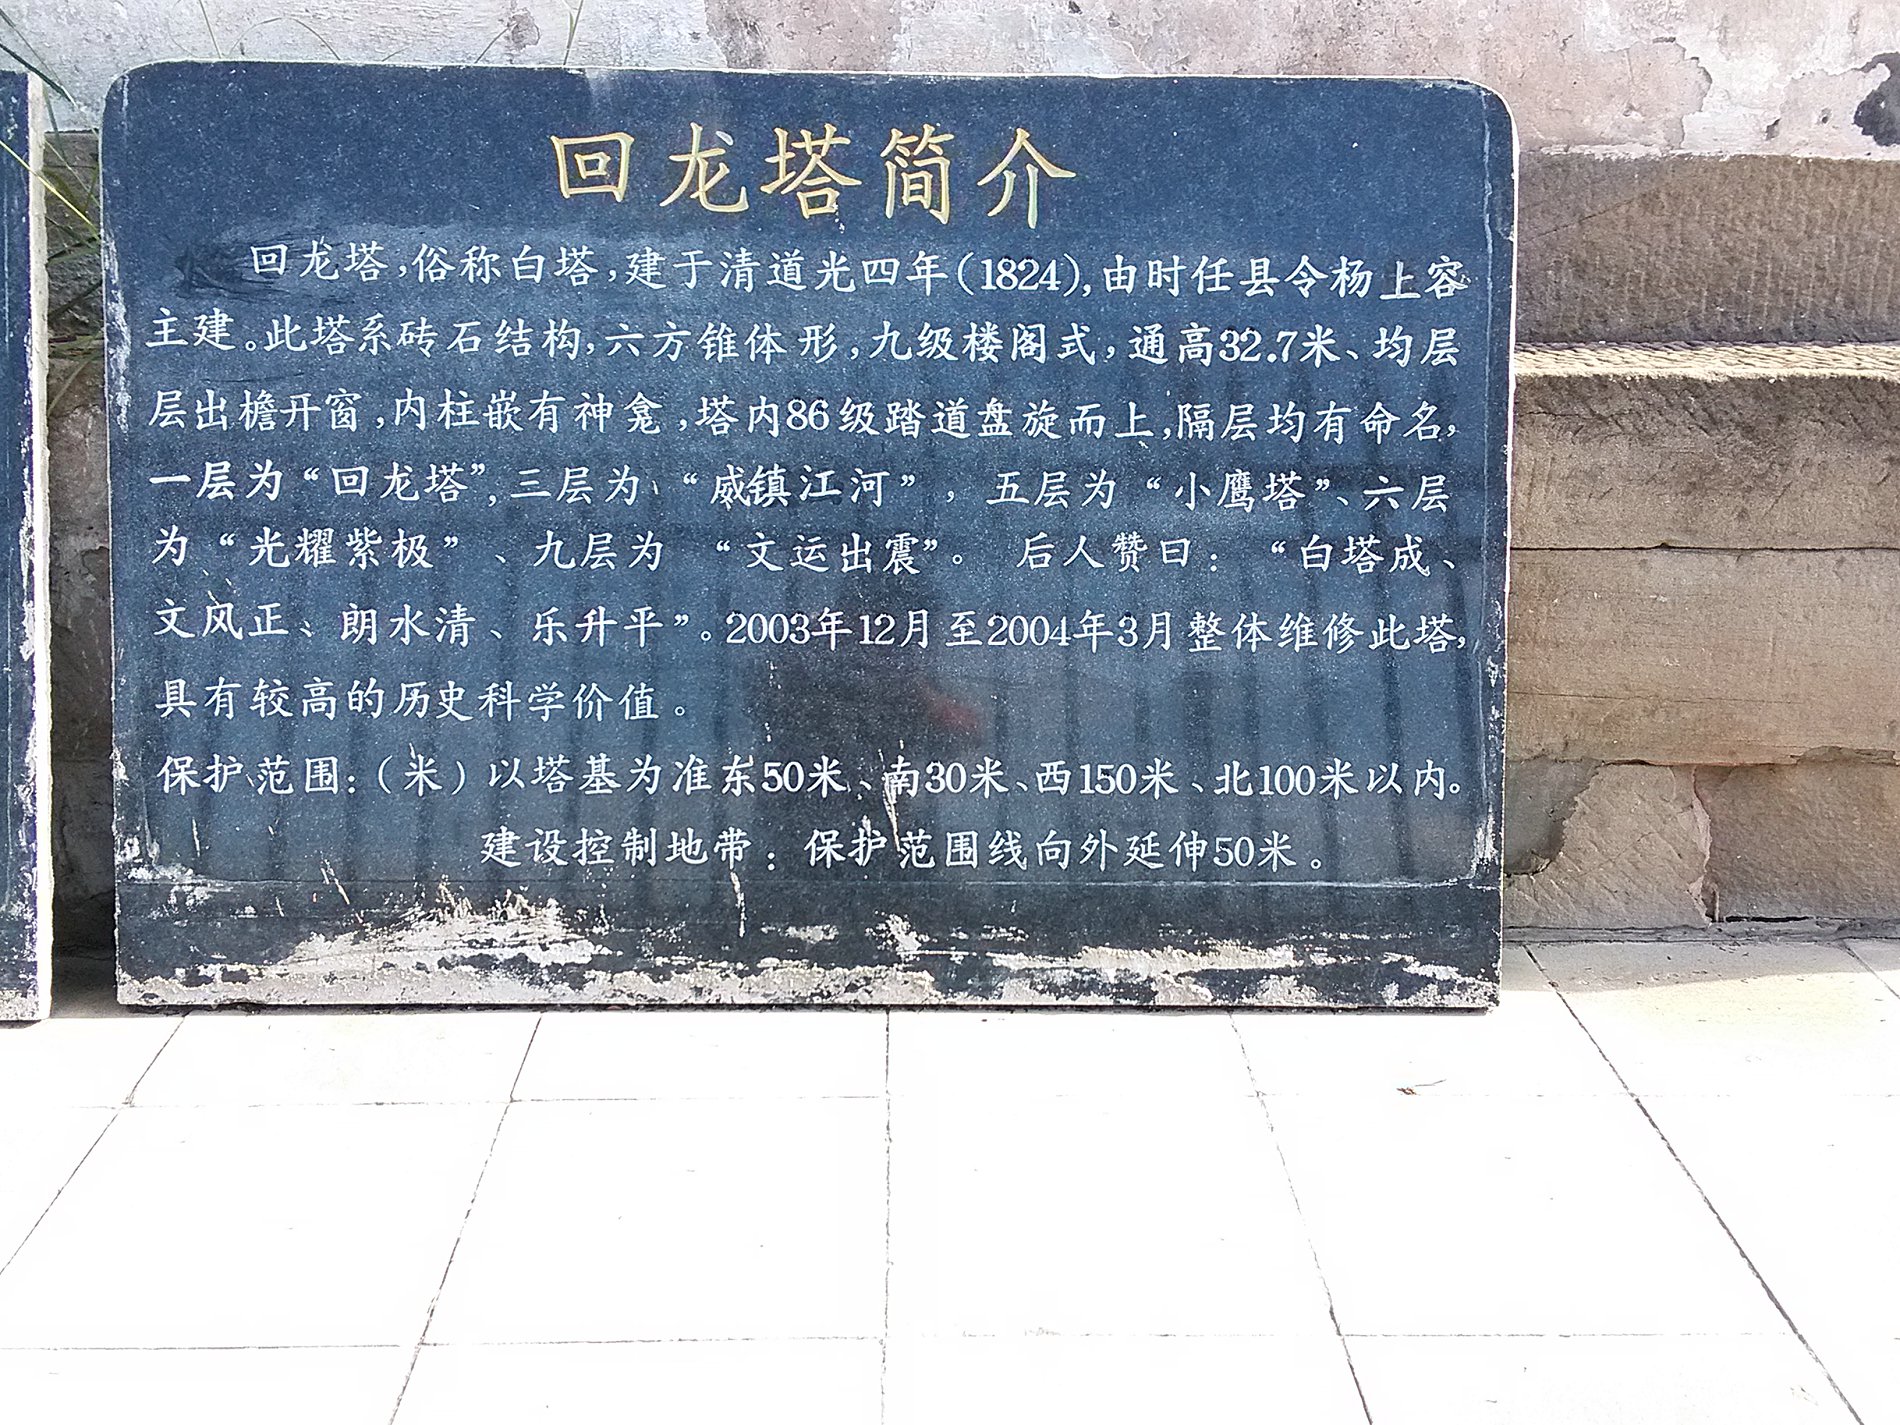 回龙塔简介
回龙塔,俗称白塔,建于清道光四年(1824),由时任县令杨上容
主建。此塔系砖石结构,六方锥体形,九级楼阁式,通高32.7米、均层
层出檐开窗,内柱嵌有神龛,塔内86级踏道盘旋而上,隔层均有命名,
一层为“回龙塔”,三层为“威镇江河”,五层为“小鹰塔”、六层
为“光耀紫极”、九层为“文运出震”。后人赞曰:“白塔成、
文风正、朗水清、乐升平”。2003年12月至2004年3月整体维修此塔,
具有较高的历史科学价值。
保护范围:(米)以塔基为准东50米、南30米、西150米、北100米以内。
建设控制地带:保护范围线向外延伸50米。